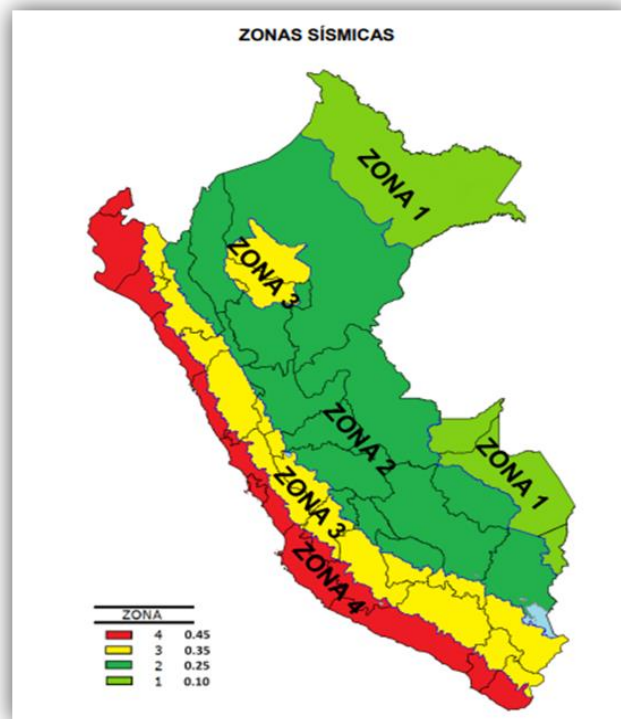 ZONAS SÍSMICAS
ZONA 1
ZONA 3
ZONA 2
ZONA 1
ZONA 3
ZONA 4
ZONA
4 0.45
3 0.35
2 0.25
1 0.10